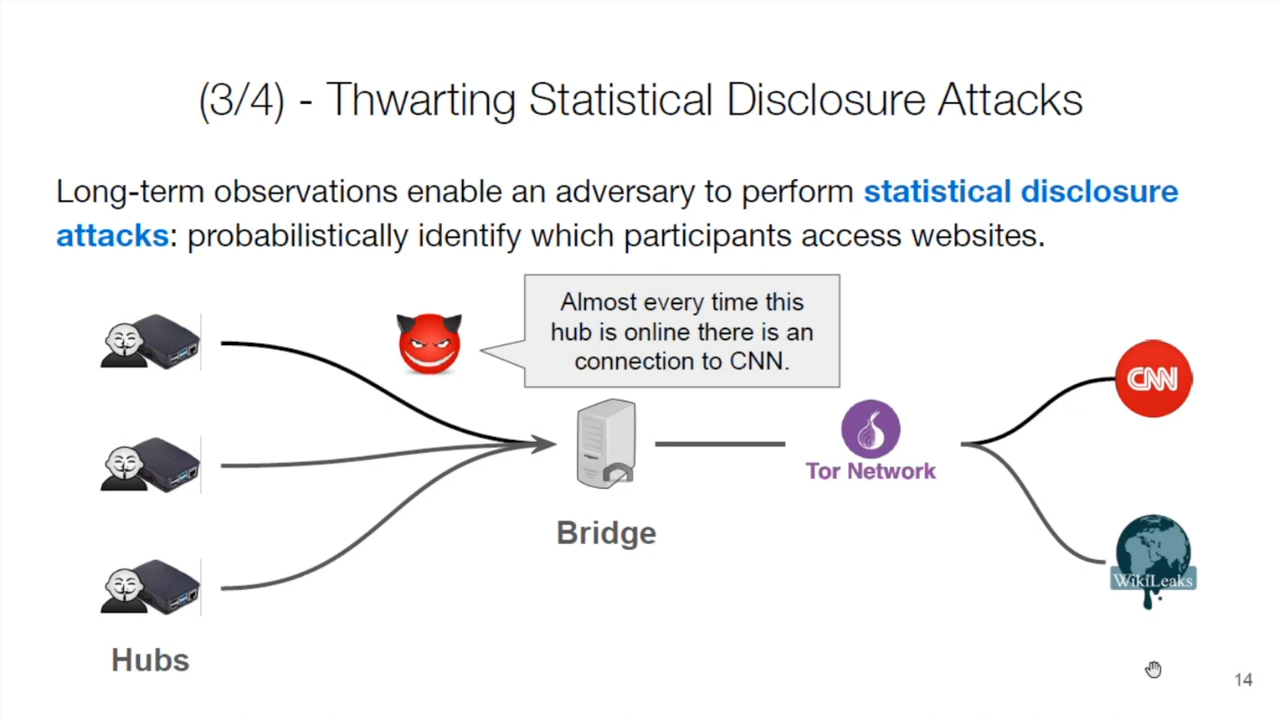 (3/4) - Thwarting Statistical Disclosure Attacks
Long-term observations enable an adversary to perform statistical disclosure
attacks: probabilistically identify which participants access websites.
Almost every time this
hub is online there is an
connection to CNN.
CNN
Tor Network
Bridge
WikiLeaks
Hubs
14